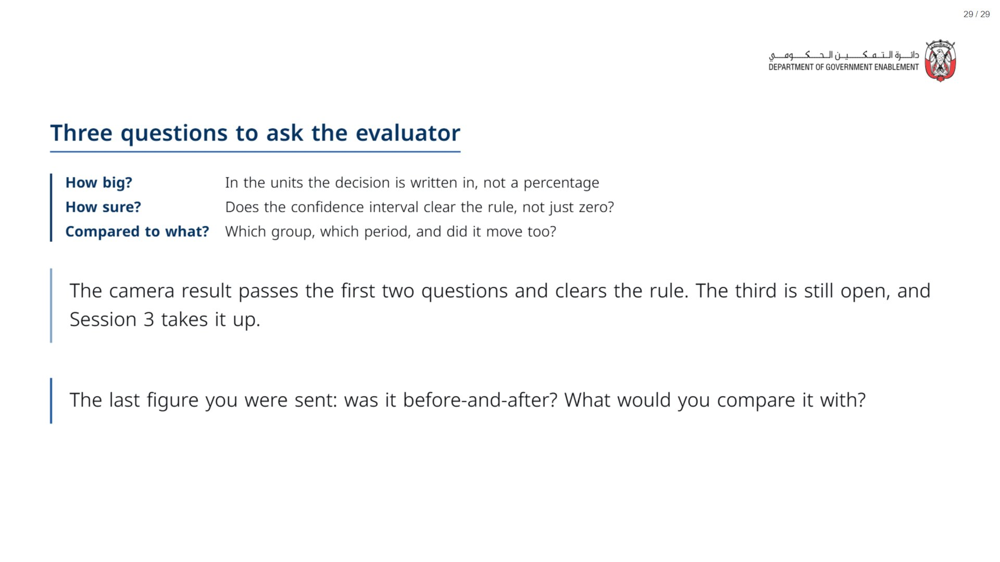 29 / 29
دائرة التمكين الحكومي
DEPARTMENT OF GOVERNMENT ENABLEMENT
Three questions to ask the evaluator
How big? In the units the decision is written in, not a percentage
How sure? Does the confidence interval clear the rule, not just zero?
Compared to what? Which group, which period, and did it move too?
The camera result passes the first two questions and clears the rule. The third is still open, and
Session 3 takes it up.
The last figure you were sent: was it before-and-after? What would you compare it with?